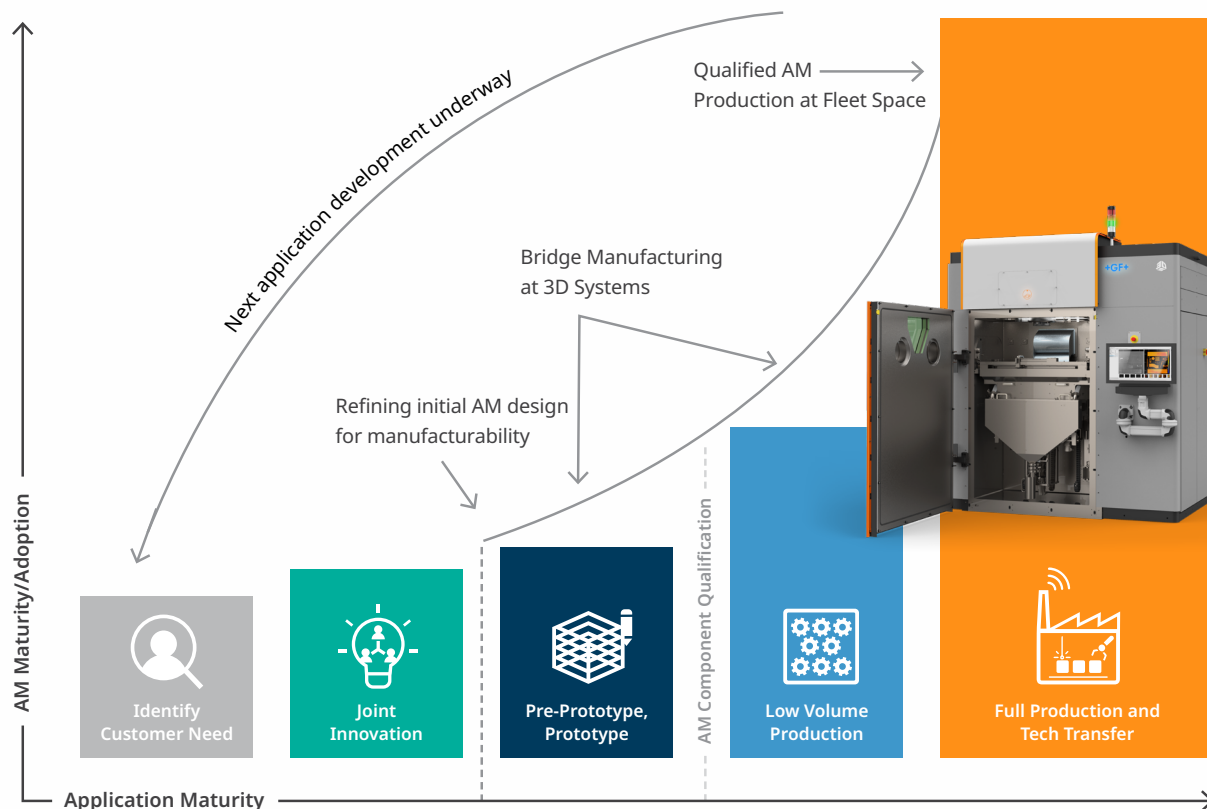 Next application development underway
Qualified AM
Production at Fleet Space
Bridge Manufacturing
at 3D Systems
Refining initial AM design
for manufacturability
+GF+
AM Maturity/Adoption
AM Component Qualification
Identify
Customer Need
Joint
Innovation
Pre-Prototype,
Prototype
Low Volume
Production
Full Production and
Tech Transfer
Application Maturity